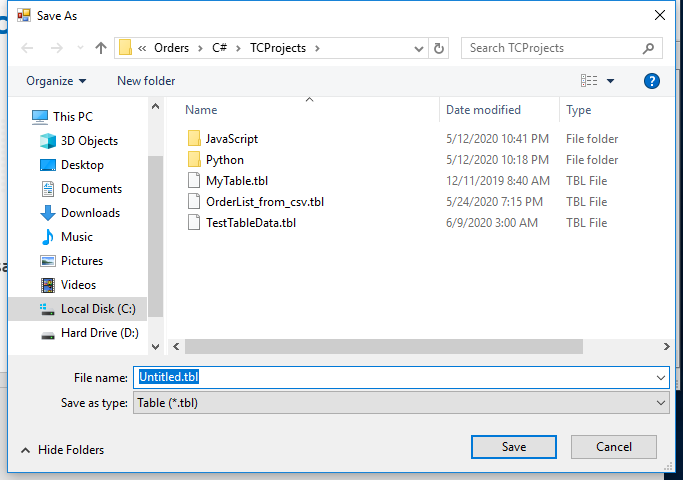 Save As
« Orders > C# > TCProjects >
Search TCProjects
Organize
New folder
?
This PC
3D Objects
Desktop
Documents
Downloads
Music
Pictures
Videos
Local Disk (C:)
Hard Drive (D:)
Name Date modified Type
JavaScript 5/12/2020 10:41 PM File folder
Python 5/12/2020 10:18 PM File folder
MyTable.tbl 12/11/2019 8:40 AM TBL File
OrderList_from_csv.tbl 5/24/2020 7:15 PM TBL File
TestTableData.tbl 6/9/2020 3:00 AM TBL File
File name: Untitled.tbl
Save as type: Table (*.tbl)
Hide Folders
Save
Cancel